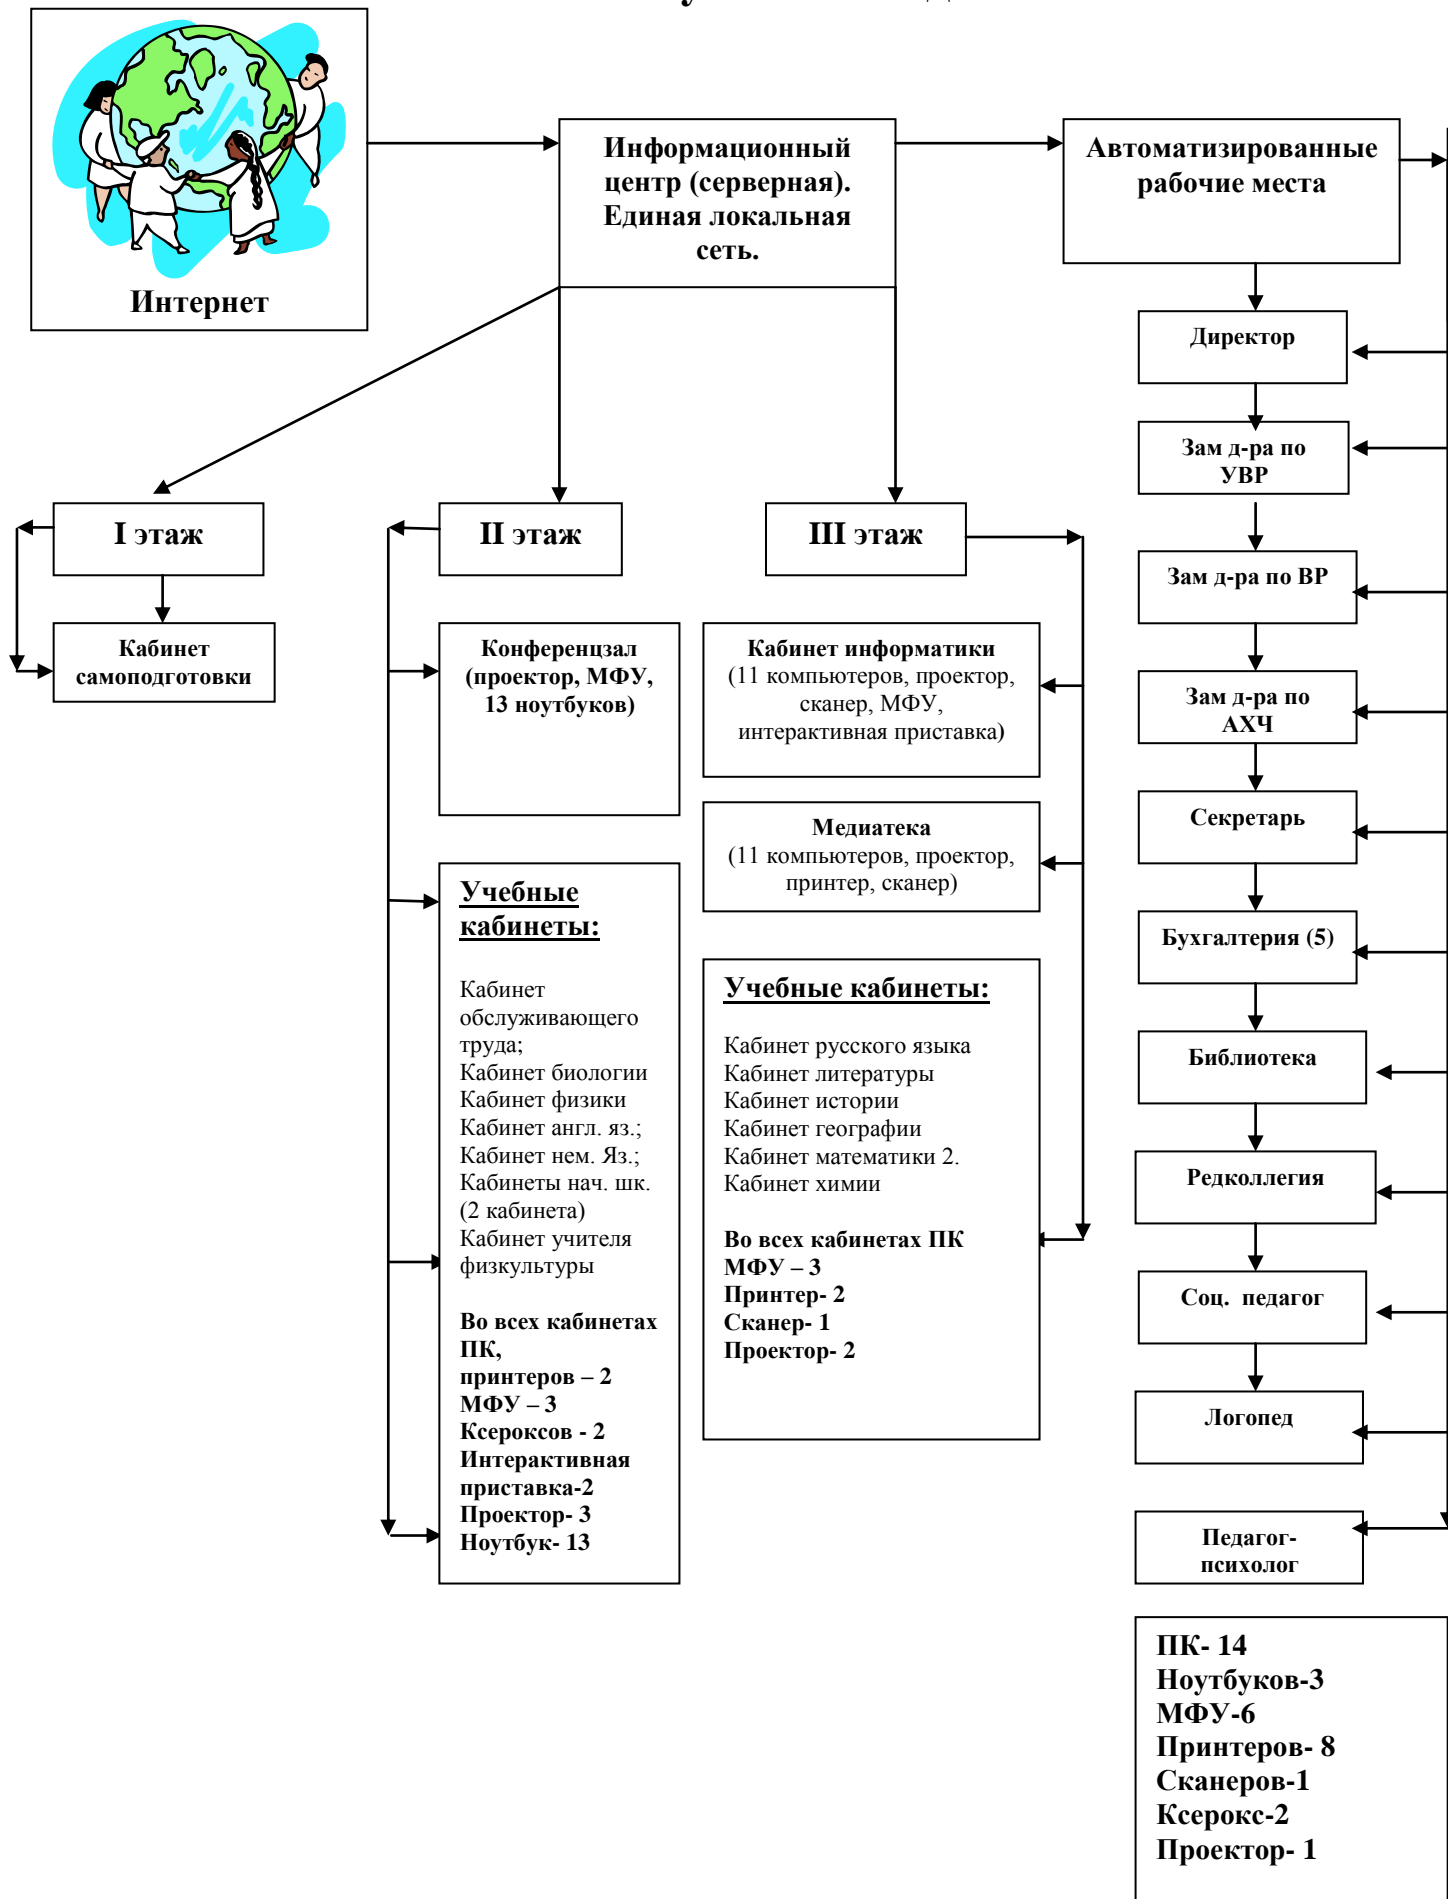 Интернет
Информационный
центр (серверная).
Единая локальная
сеть.
Автоматизированные
рабочие места
I этаж
Кабинет
самоподготовки
II этаж
Конференцзал
(проектор, МФУ,
13 ноутбуков)
Учебные
кабинеты:
Кабинет
обслуживающего
труда;
Кабинет биологии
Кабинет физики
Кабинет англ. яз.;
Кабинет нем. Яз.;
Кабинеты нач. шк.
(2 кабинета)
Кабинет учителя
физкультуры
Во всех кабинетах
ПК,
принтеров – 2
МФУ – 3
Ксероксов - 2
Интерактивная
приставка-2
Проектор- 3
Ноутбук- 13
III этаж
Кабинет информатики
(11 компьютеров, проектор,
сканер, МФУ,
интерактивная приставка)
Медиатека
(11 компьютеров, проектор,
принтер, сканер)
Учебные кабинеты:
Кабинет русского языка
Кабинет литературы
Кабинет истории
Кабинет географии
Кабинет математики 2.
Кабинет химии
Во всех кабинетах ПК
МФУ – 3
Принтер- 2
Сканер- 1
Проектор- 2
Директор
Зам д-ра по
УВР
Зам д-ра по ВР
Зам д-ра по
АХЧ
Секретарь
Бухгалтерия (5)
Библиотека
Редколлегия
Соц. педагог
Логопед
Педагог-
психолог
ПК- 14
Ноутбуков-3
МФУ-6
Принтеров- 8
Сканеров-1
Ксерокс-2
Проектор- 1